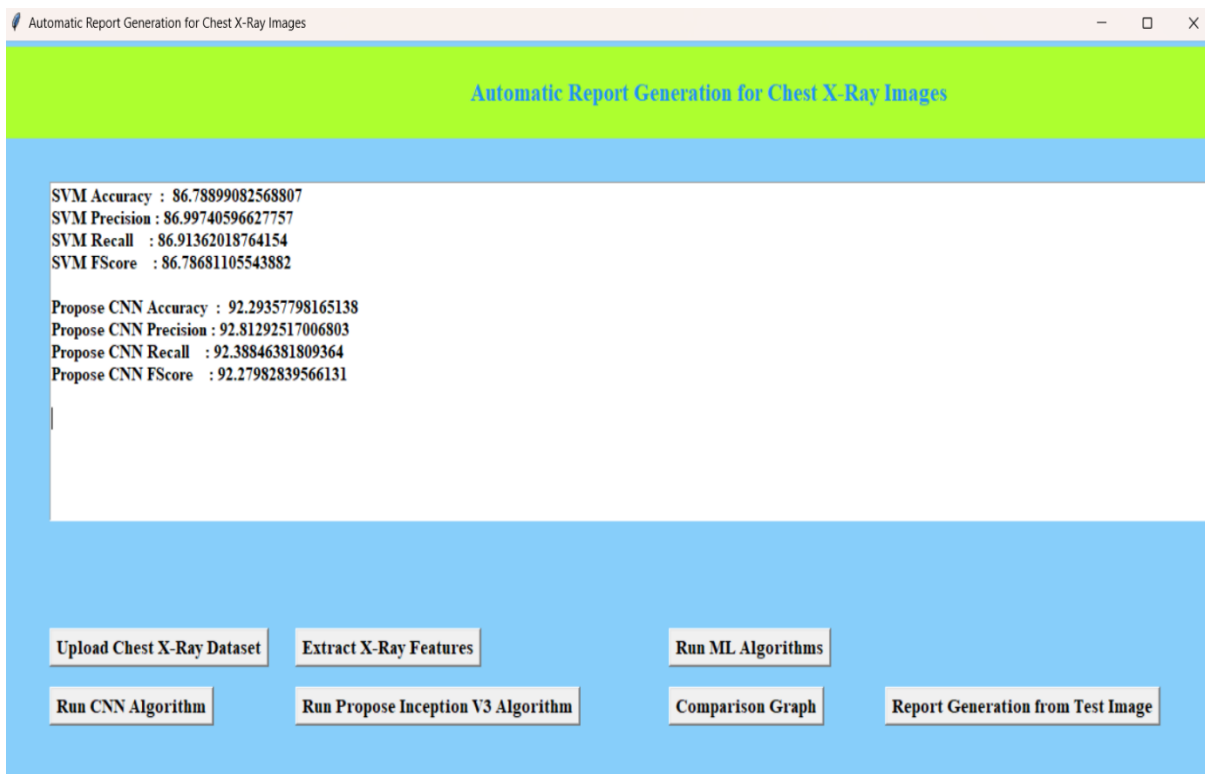 Automatic Report Generation for Chest X-Ray Images
Automatic Report Generation for Chest X-Ray Images
SVM Accuracy : 86.78899082568807
SVM Precision : 86.99740596627757
SVM Recall : 86.91362018764154
SVM FScore : 86.78681105543882
Propose CNN Accuracy : 92.29357798165138
Propose CNN Precision : 92.81292517006803
Propose CNN Recall : 92.38846381809364
Propose CNN FScore : 92.27982839566131
Upload Chest X-Ray Dataset
Extract X-Ray Features
Run ML Algorithms
Run CNN Algorithm
Run Propose Inception V3 Algorithm
Comparison Graph
Report Generation from Test Image